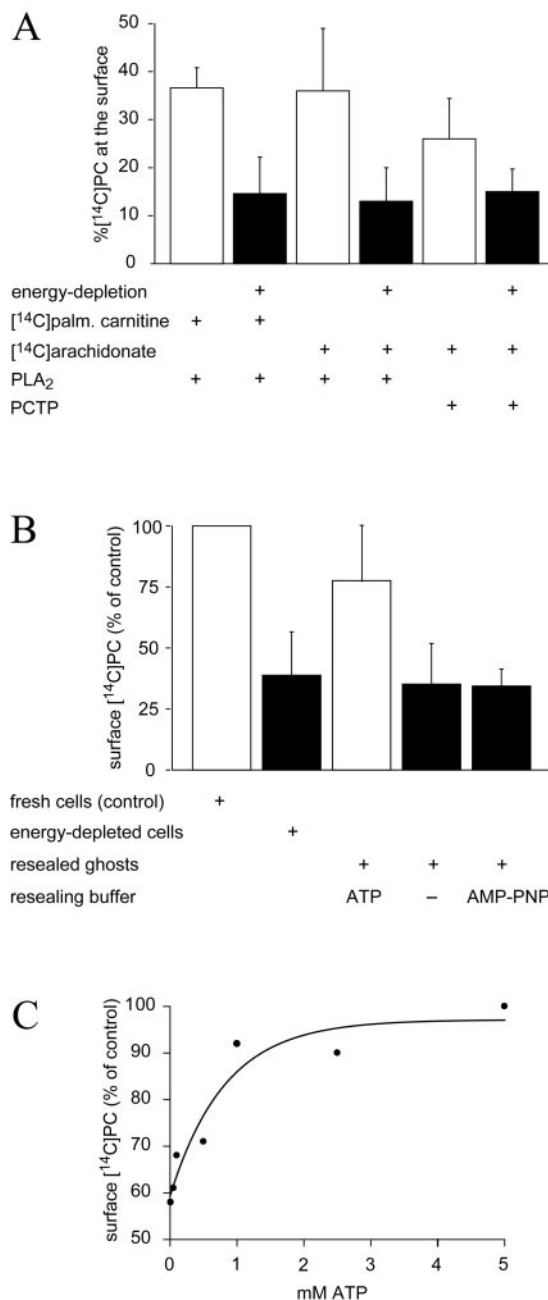 A
%[¹⁴C]PC at the surface
50
40
30
20
10
0
energy-depletion + + +
[¹⁴C]palm. carnitine + +
[¹⁴C]arachidonate + + + +
PLA₂ + + + +
PCTP + +
B
surface [¹⁴C]PC (% of control)
100
75
50
25
0
fresh cells (control) +
energy-depleted cells +
resealed ghosts + + +
resealing buffer ATP – AMP-PNP
C
surface [¹⁴C]PC (% of control)
100
90
80
70
60
50
0 1 2 3 4 5
mM ATP